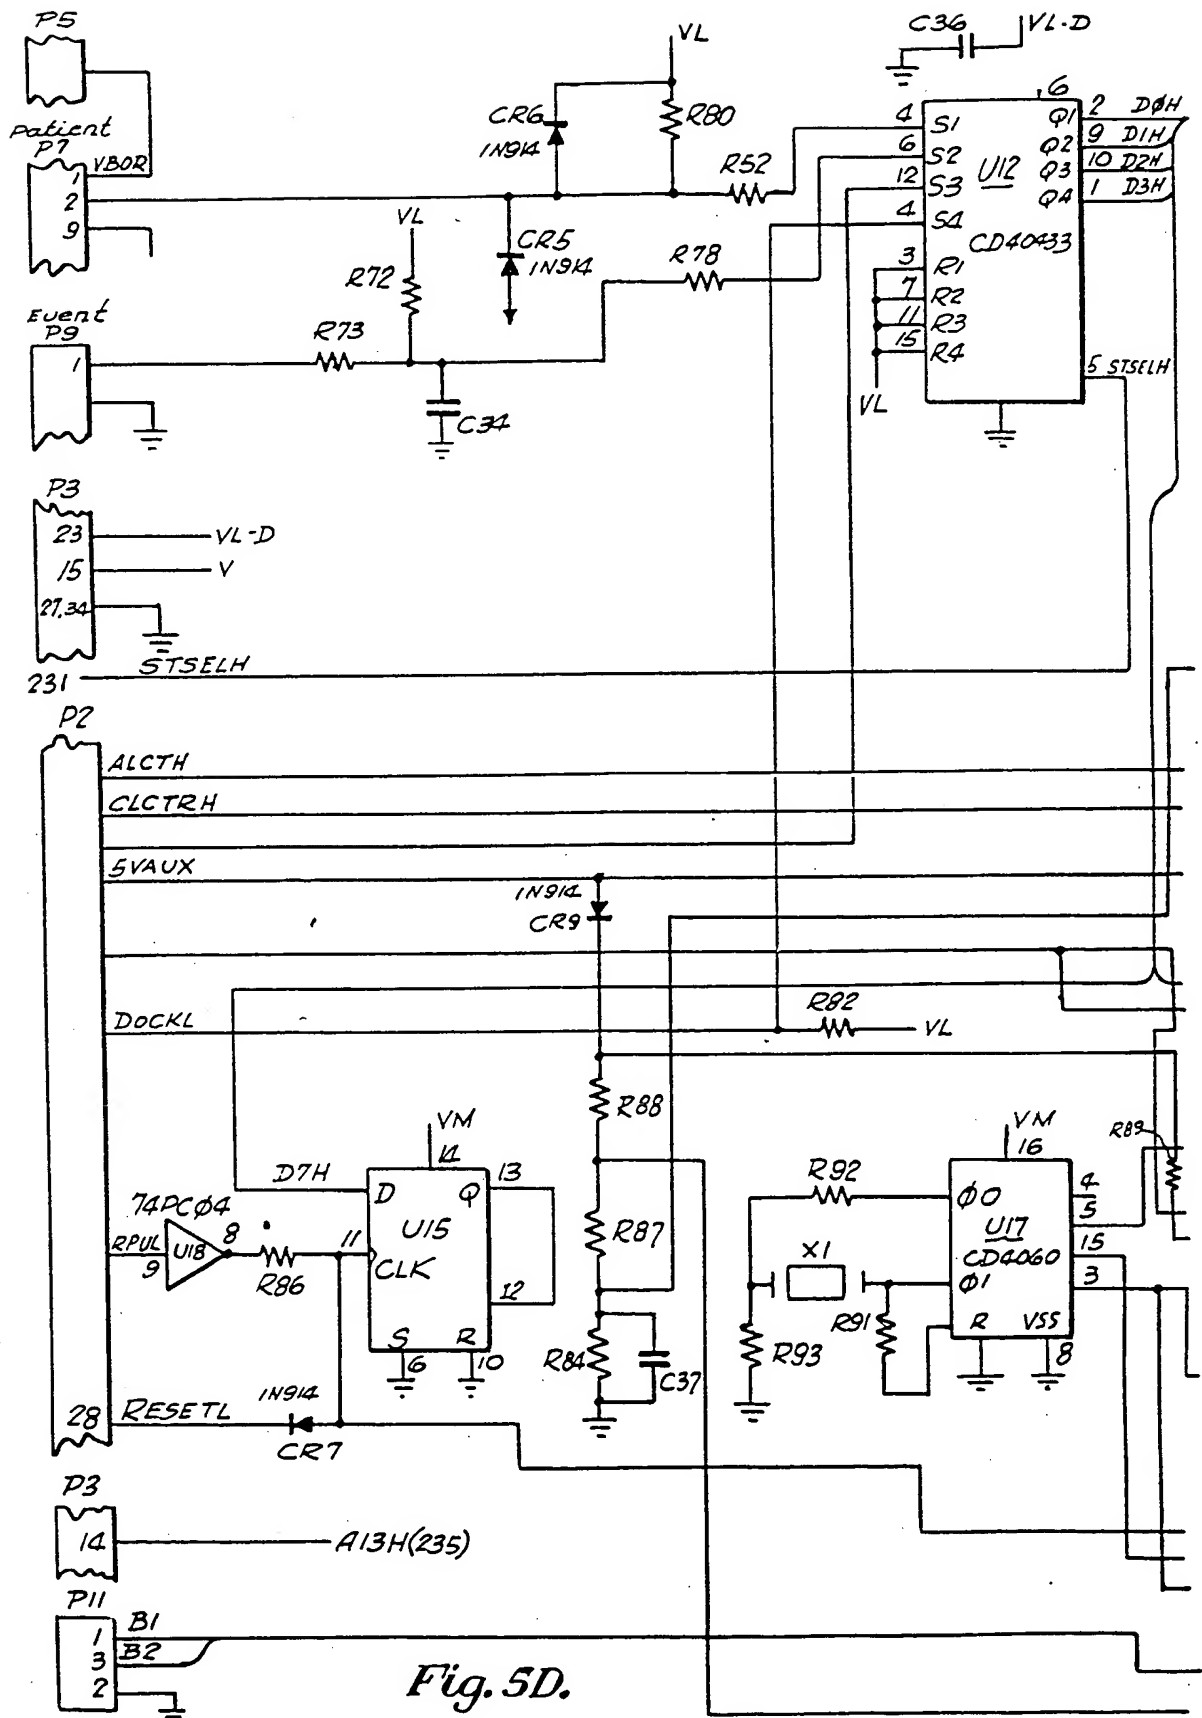 P5
C36
VL-D
VL
Patient
P7
VBOR
1
2
9
CR6
1N914
R80
R52
4
6
12
4
S1
S2
S3
S4
6
Q1
Q2
Q3
Q4
U12
CD40433
2
9
10
1
DØH
D1H
D2H
D3H
VL
CR5
1N914
R72
R78
3
7
11
15
R1
R2
R3
R4
VL
5 STSELH
Event
P9
1
R73
C34
P3
23
VL-D
15
V
27,34
STSELH
231
P2
ALCTH
CLCTRH
5VAUX
1N914
CR9
DOCKL
R82
VL
R88
VM
14
D7H
D
Q
13
U15
11
CLK
12
S
R
6
10
74PCØ4
RPUL
9
U18
8
R86
R87
R84
C37
VM
16
R89
R92
ϕ0
4
5
U17
CD4060
15
3
X1
ϕ1
R91
R
VSS
R93
8
1N914
28
RESETL
CR7
P3
14
A13H(235)
P11
1
B1
3
B2
2
Fig. 5D.